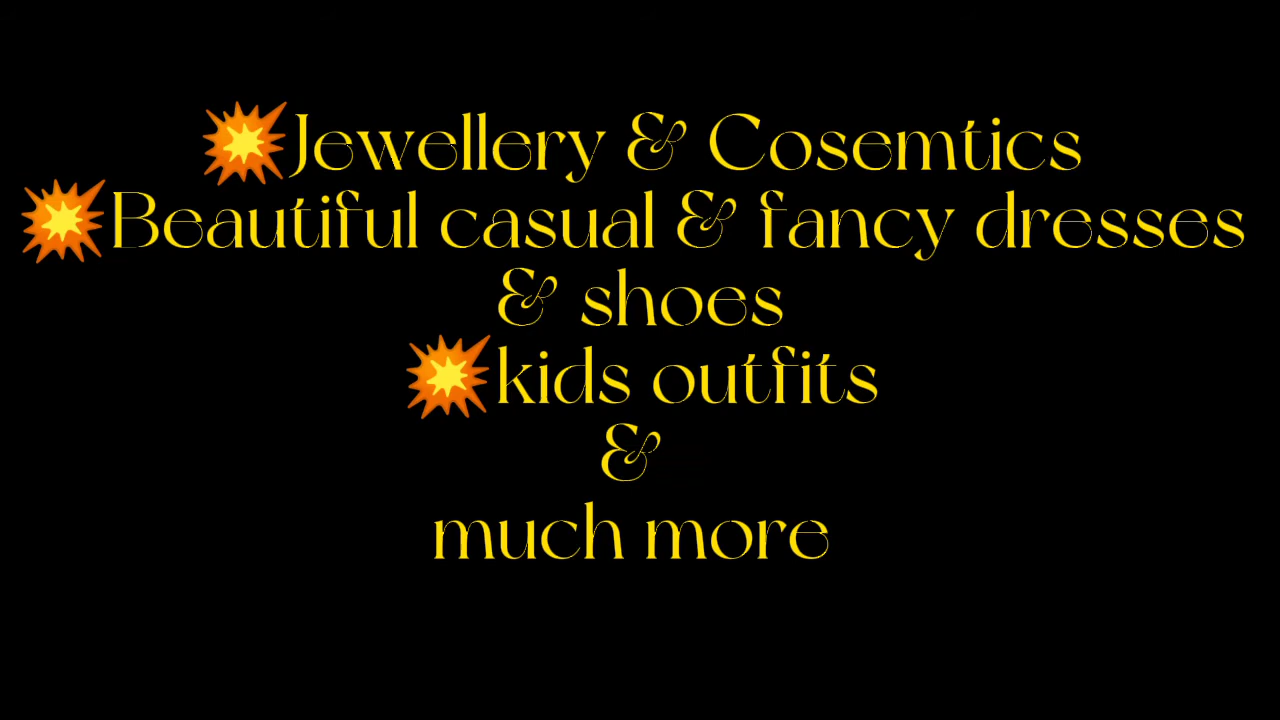 💥Jewellery & Cosemtics
💥Beautiful casual & fancy dresses
& shoes
💥kids outfits
&
much more